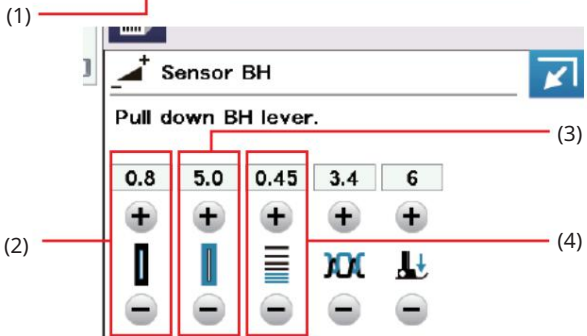 (1)
Sensor BH
Pull down BH lever.
(3)
0.8 5.0 0.45 3.4 6
(2)
(4)